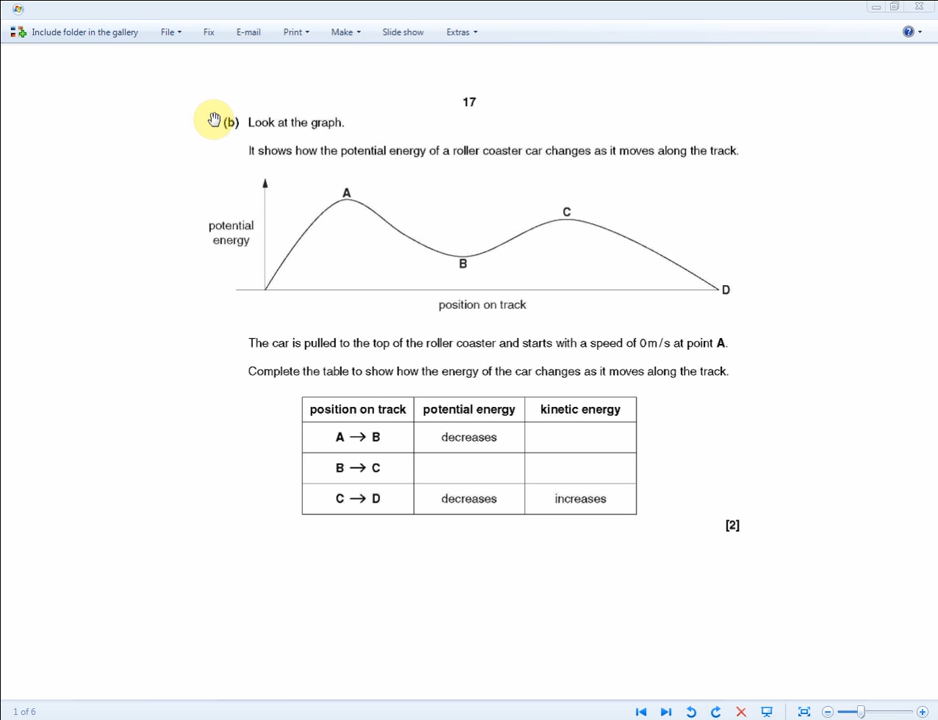 Include folder in the gallery File Fix E-mail Print Make Slide show Extras
17
(b) Look at the graph.
It shows how the potential energy of a roller coaster car changes as it moves along the track.
A
C
potential
energy
B
D
position on track
The car is pulled to the top of the roller coaster and starts with a speed of 0 m / s at point A.
Complete the table to show how the energy of the car changes as it moves along the track.
position on track potential energy kinetic energy
A → B decreases
B → C
C → D decreases increases
[2]
1 of 6